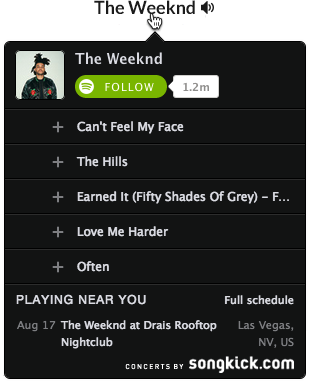 The Weeknd
The Weeknd
FOLLOW 1.2m
Can't Feel My Face
The Hills
Earned It (Fifty Shades Of Grey) – F...
Love Me Harder
Often
PLAYING NEAR YOU Full schedule
Aug 17 The Weeknd at Drais Rooftop Las Vegas,
Nightclub NV, US
CONCERTS BY songkick.com